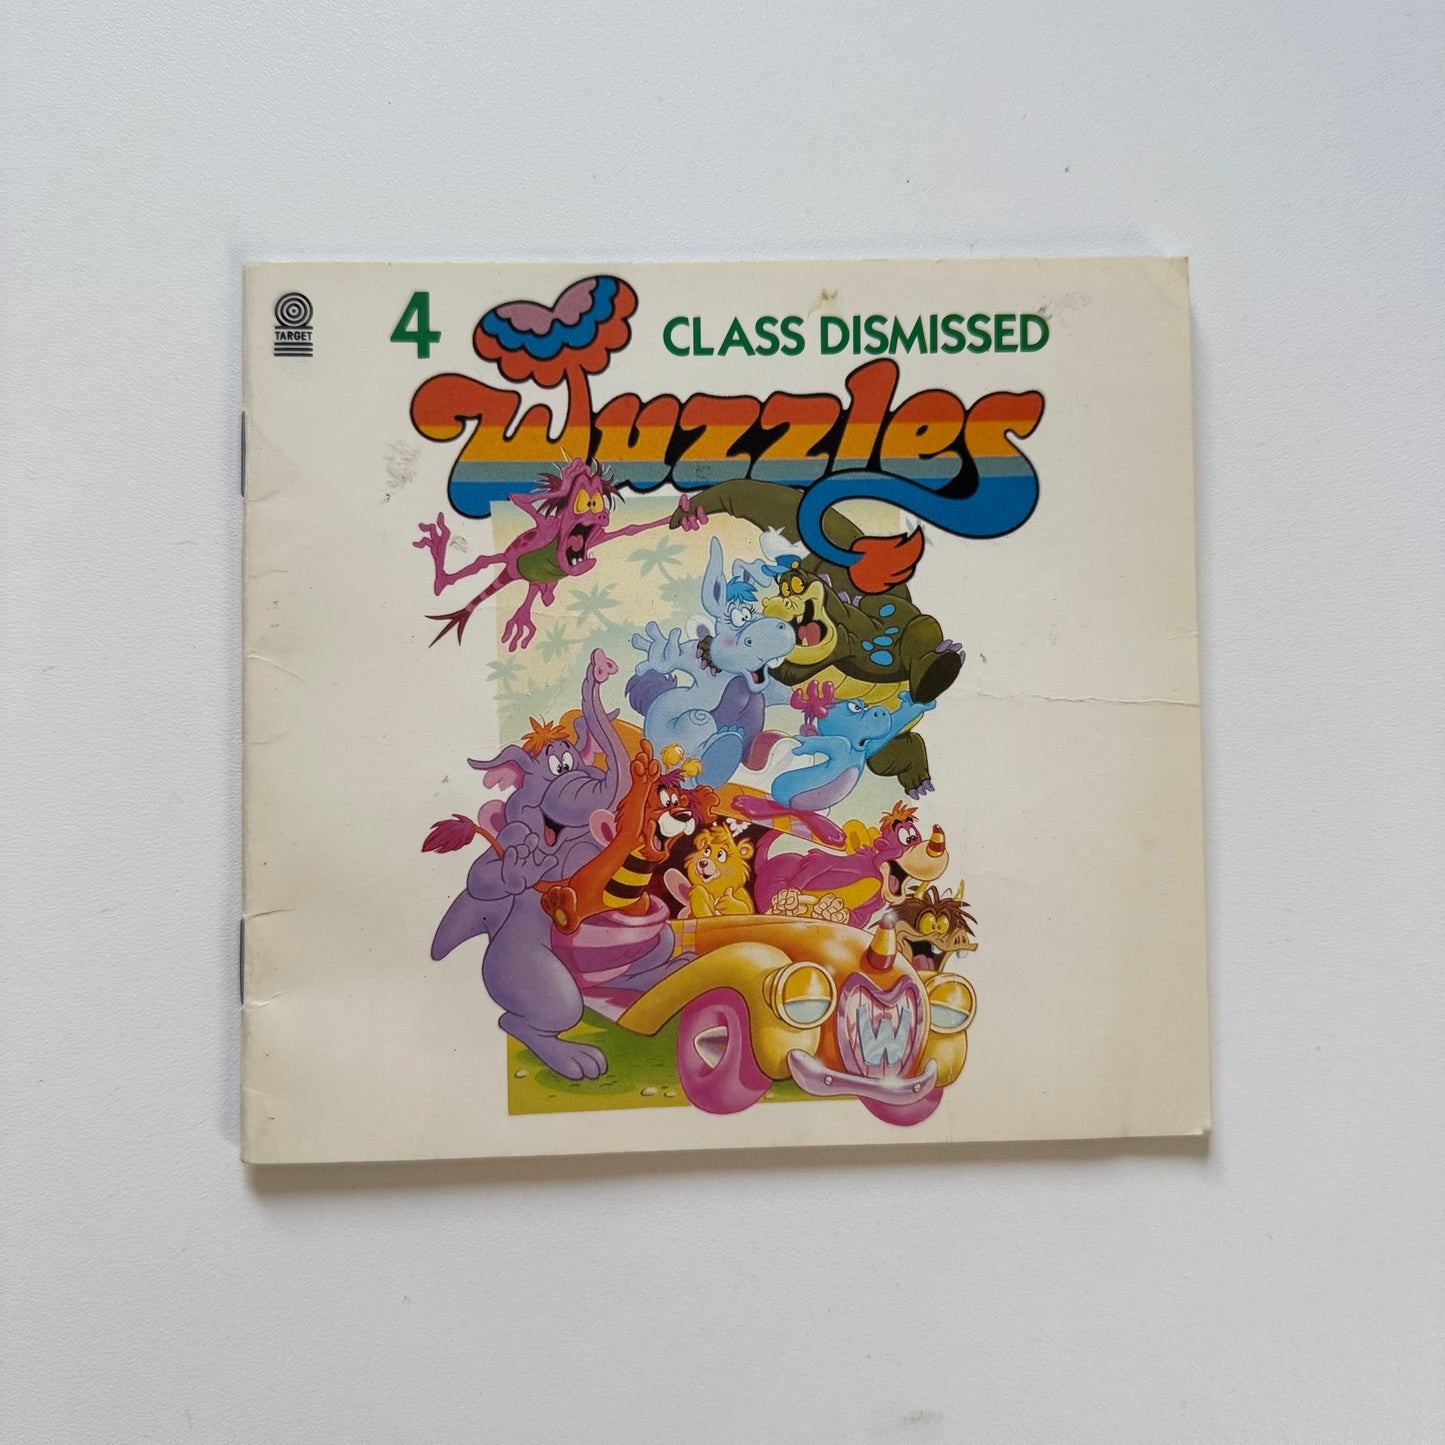 TARGET
4
CLASS DISMISSED
Wuzzles
W